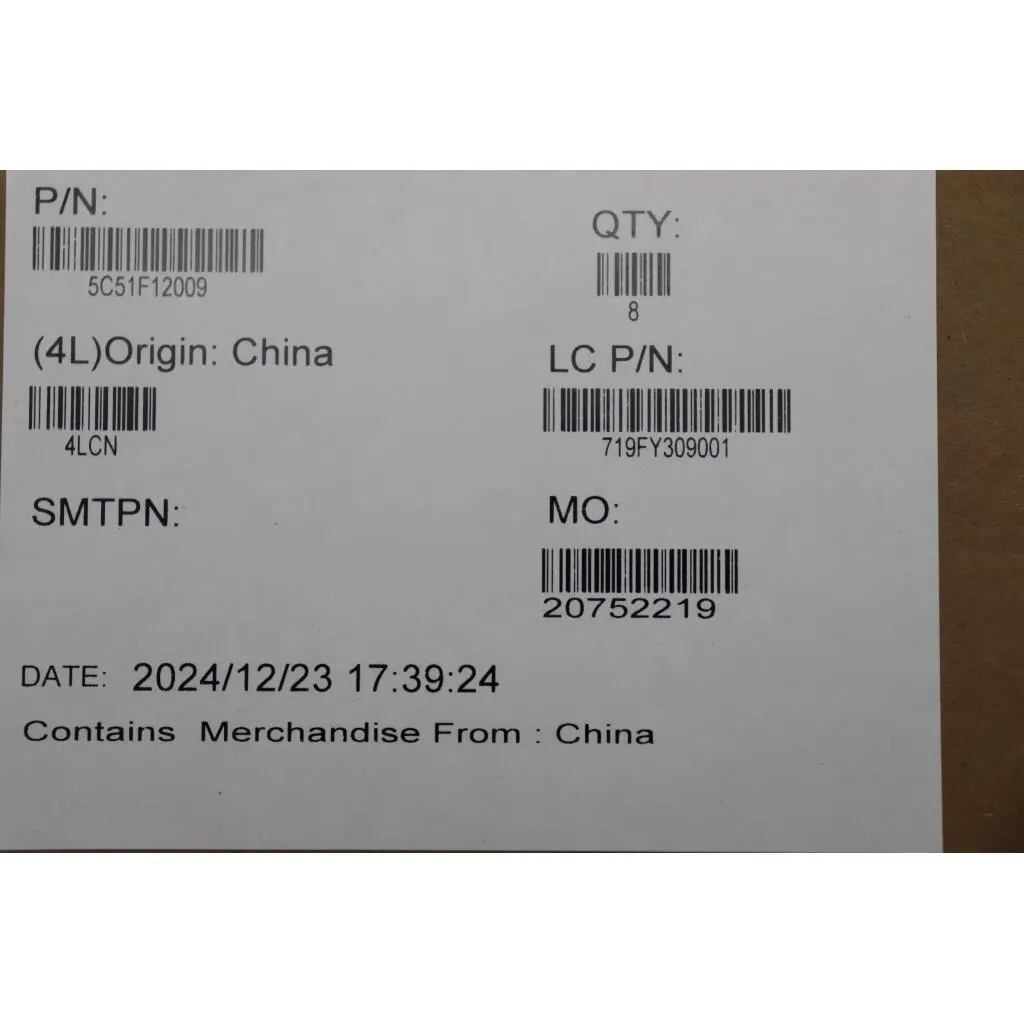 P/N:
5C51F12009
QTY:
8
(4L)Origin: China
4LCN
LC P/N:
719FY309001
SMTPN:
MO:
20752219
DATE: 2024/12/23 17:39:24
Contains Merchandise From : China